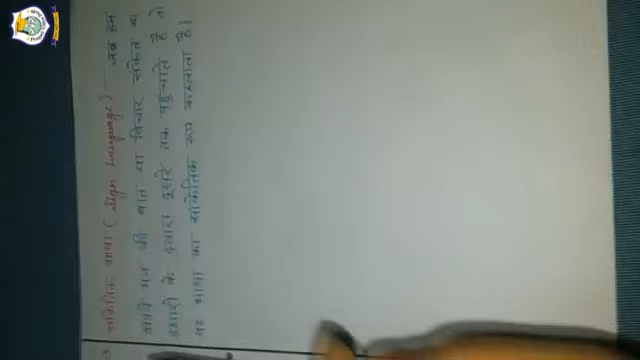 सांकेतिक भाषा (Sign Language) - जब हम
अपने मन की बात या विचार संकेत या
इशारों के द्वारा दूसरे तक पहुंचाते है तो
वह भाषा का सांकेतिक रूप कहलाता है।